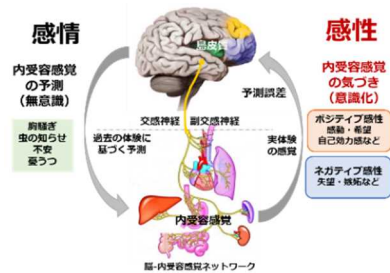 感情
内受容感覚
の予測
(無意識)
胸騒ぎ
虫の知らせ
不安
憂うつ
島皮質
予測誤差
交感神経
副交感神経
過去の体験に
基づく予測
実体験
の感覚
内受容感覚
脳-内受容感覚ネットワーク
感性
内受容感覚
の気づき
(意識化)
ポジティブ感性
感動・希望
自己効力感など
ネガティブ感性
失望・嫉妬など